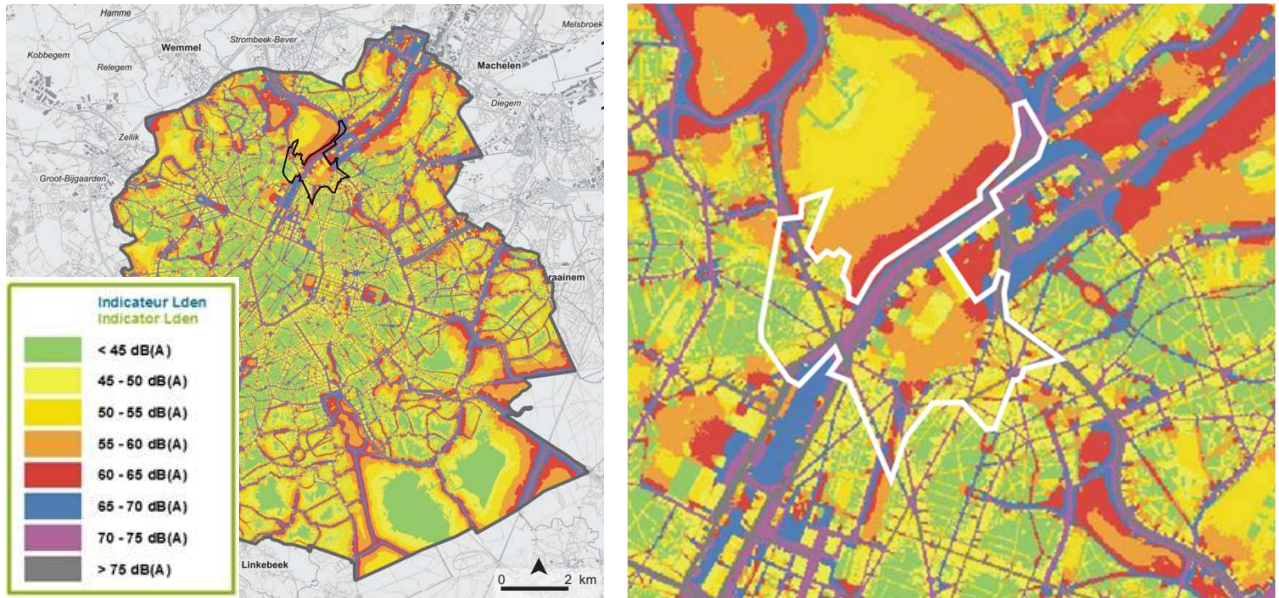 Hamme
Melsbroek
Strombeek-Bever
Wemmel
Kobbegem
Relegem
Machelen
Diegem
Zellik
Groot-Bijgaarden
raainem
Indicateur Lden
Indicator Lden
< 45 dB(A)
45 - 50 dB(A)
50 - 55 dB(A)
55 - 60 dB(A)
60 - 65 dB(A)
65 - 70 dB(A)
70 - 75 dB(A)
> 75 dB(A)
Linkebeek
0 2 km